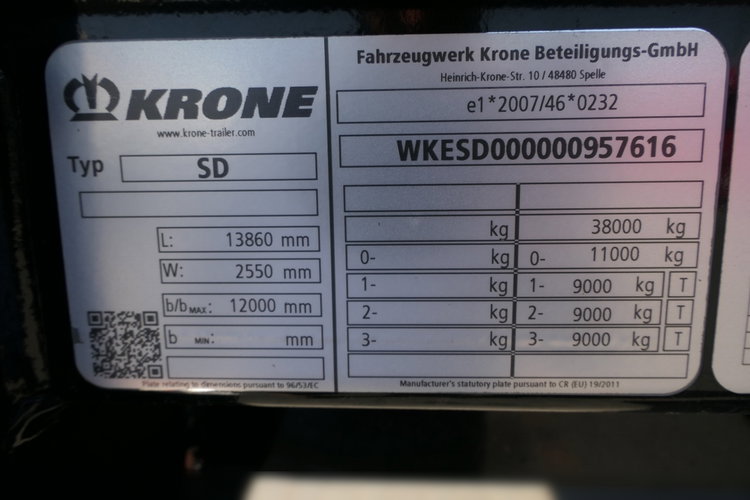 KRONE
www.krone-trailer.com
Typ SD
L: 13860 mm
W: 2550 mm
b/b MAX: 12000 mm
b MIN: mm
Plate relating to dimensions pursuant to 96/53/EC
Fahrzeugwerk Krone Beteiligungs-GmbH
Heinrich-Krone-Str. 10 / 48480 Spelle
e1*2007/46*0232
WKESD000000957616
kg 38000 kg
0- kg 0- 11000 kg
1- kg 1- 9000 kg T
2- kg 2- 9000 kg T
3- kg 3- 9000 kg T
Manufacturer's statutory plate pursuant to CR (EU) 19/2011